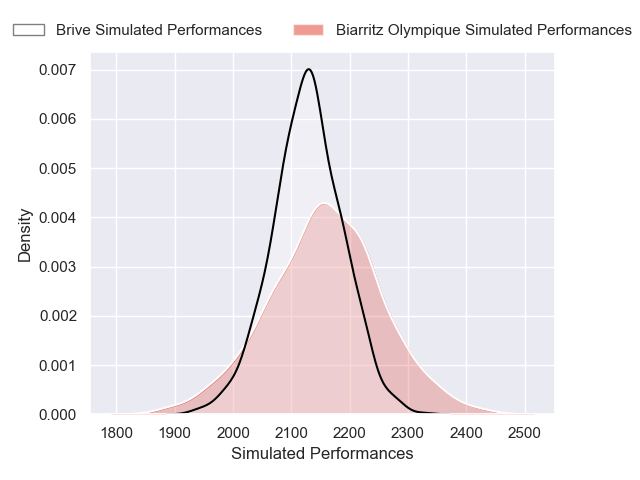 Brive Simulated Performances
Biarritz Olympique Simulated Performances
0.007
0.006
0.005
0.004
0.003
0.002
0.001
0.000
Density
1800 1900 2000 2100 2200 2300 2400 2500
Simulated Performances